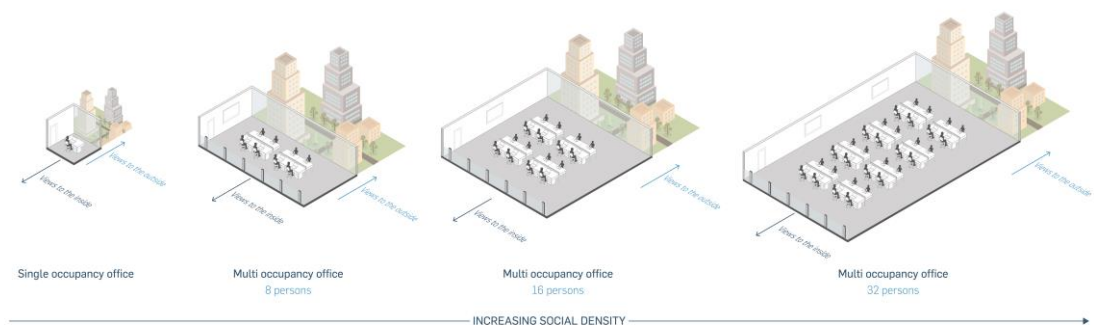 Views to the outside
Views to the inside
Views to the outside
Views to the inside
Views to the outside
Views to the inside
Views to the outside
Views to the inside
Single occupancy office
Multi occupancy office
8 persons
Multi occupancy office
16 persons
Multi occupancy office
32 persons
INCREASING SOCIAL DENSITY